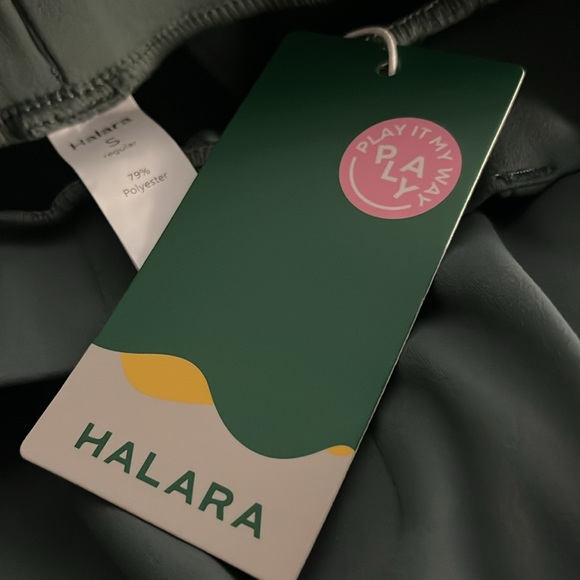 Halara
S
regular
79%
Polyester
PLAY IT MY WAY
PLAY
HALARA